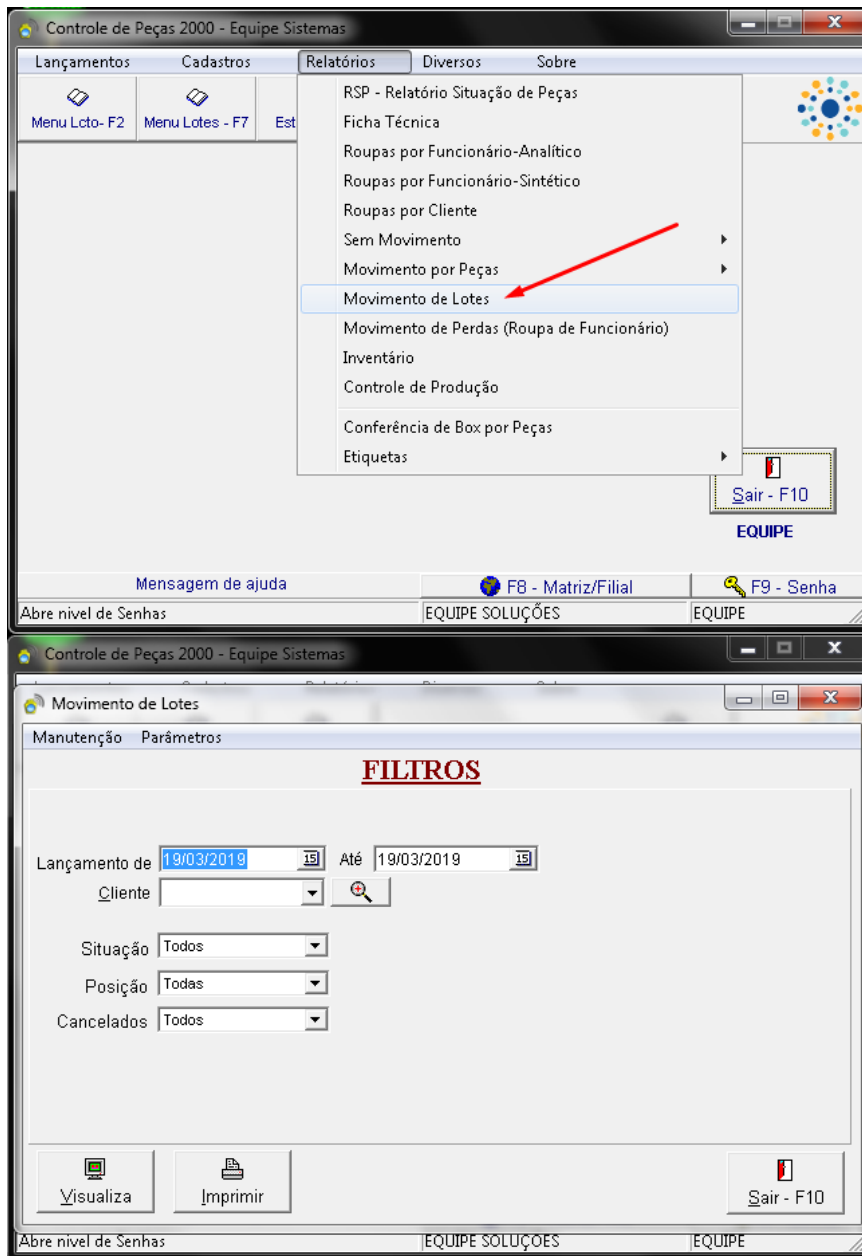 Controle de Peças 2000 - Equipe Sistemas
Lançamentos Cadastros Relatórios Diversos Sobre
Menu Lcto- F2 Menu Lotes - F7 Est
RSP - Relatório Situação de Peças
Ficha Técnica
Roupas por Funcionário-Analítico
Roupas por Funcionário-Sintético
Roupas por Cliente
Sem Movimento
Movimento por Peças
Movimento de Lotes
Movimento de Perdas (Roupa de Funcionário)
Inventário
Controle de Produção
Conferência de Box por Peças
Etiquetas
Sair - F10
EQUIPE
Mensagem de ajuda F8 - Matriz/Filial F9 - Senha
Abre nivel de Senhas EQUIPE SOLUÇÕES EQUIPE
Controle de Peças 2000 - Equipe Sistemas
Movimento de Lotes
Manutenção Parâmetros
FILTROS
Lançamento de 19/03/2019 15 Até 19/03/2019 15
Cliente
Situação Todos
Posição Todas
Cancelados Todos
Visualiza Imprimir Sair - F10
Abre nivel de Senhas EQUIPE SOLUÇÕES EQUIPE